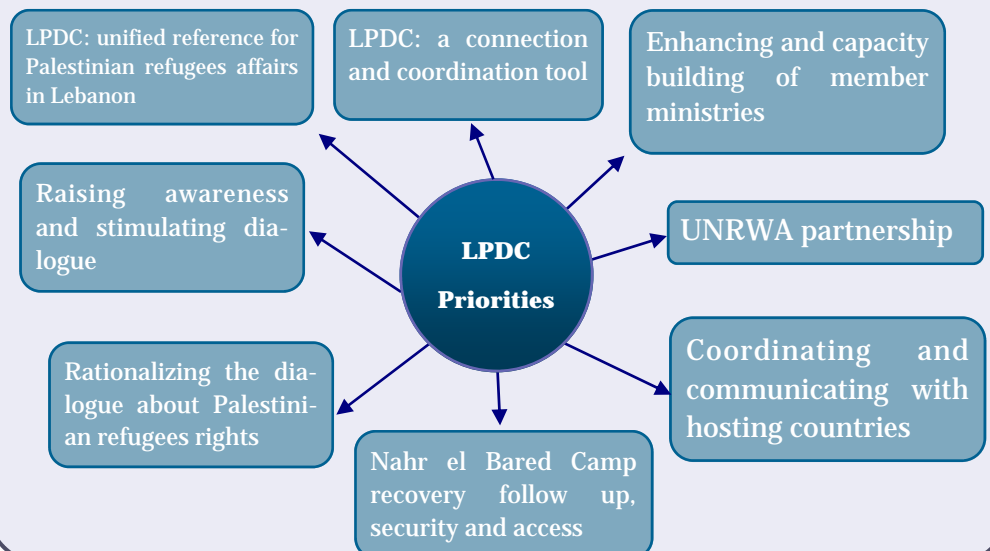 LPDC: unified reference for
Palestinian refugees affairs
in Lebanon
LPDC: a connection
and coordination tool
Enhancing and capacity
building of member
ministries
Raising awareness
and stimulating dia-
logue
LPDC
Priorities
UNRWA partnership
Rationalizing the dia-
logue about Palestini-
an refugees rights
Nahr el Bared Camp
recovery follow up,
security and access
Coordinating and
communicating with
hosting countries